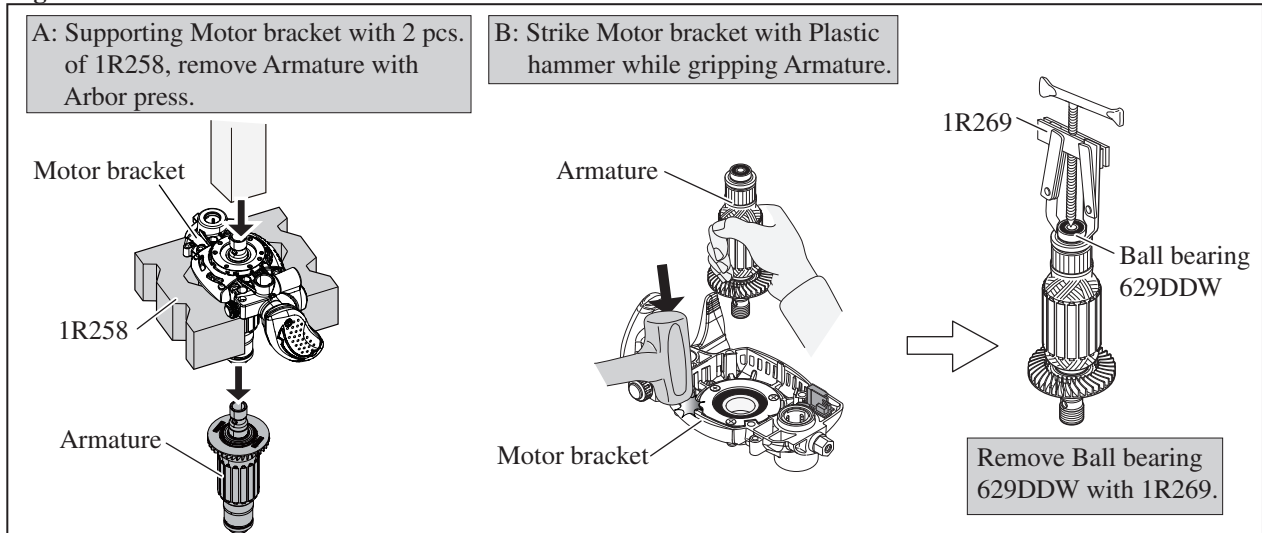 A: Supporting Motor bracket with 2 pcs.
of 1R258, remove Armature with
Arbor press.
Motor bracket
1R258
Armature
B: Strike Motor bracket with Plastic
hammer while gripping Armature.
Armature
Motor bracket
1R269
Ball bearing
629DDW
Remove Ball bearing
629DDW with 1R269.